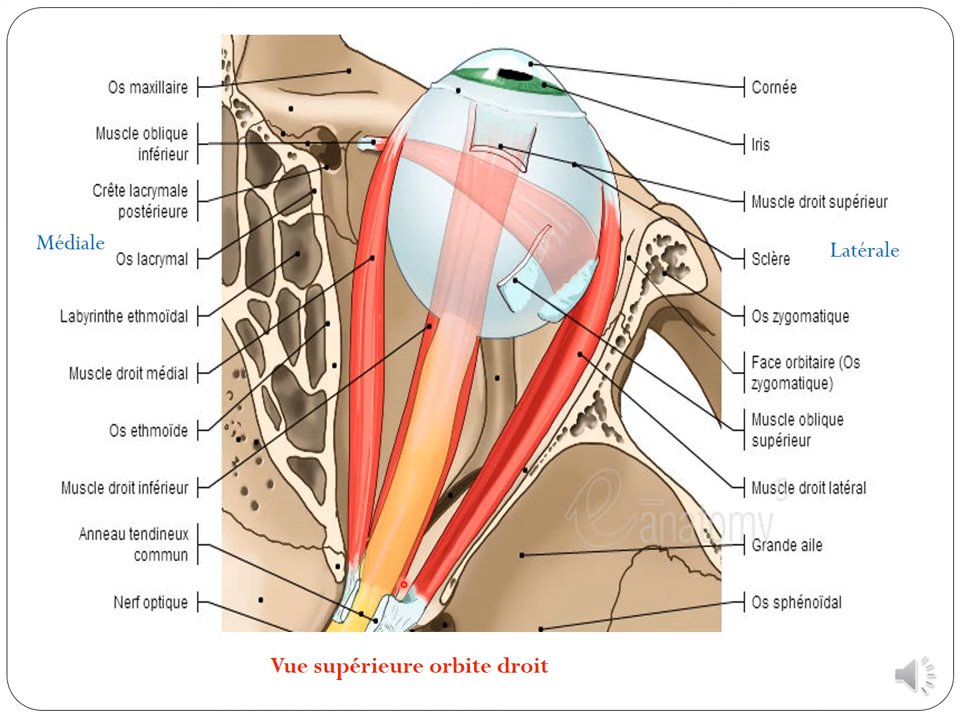 Os maxillaire
Muscle oblique
inférieur
Crête lacrymale
postérieure
Médiale
Os lacrymal
Labyrinthe ethmoïdal
Muscle droit médial
Os ethmoïde
Muscle droit inférieur
Anneau tendineux
commun
Nerf optique
Cornée
Iris
Muscle droit supérieur
Latérale
Sclère
Os zygomatique
Face orbitaire (Os
zygomatique)
Muscle oblique
supérieur
Muscle droit latéral
e anatomy
Grande aile
Os sphénoïdal
Vue supérieure orbite droit